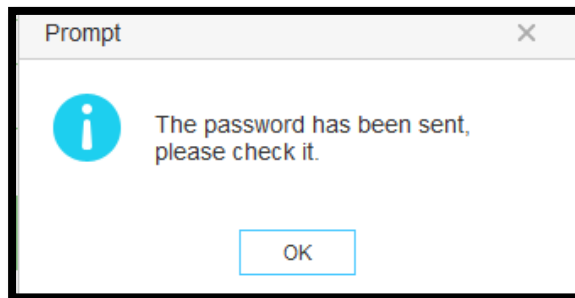 Prompt
The password has been sent,
please check it.
OK